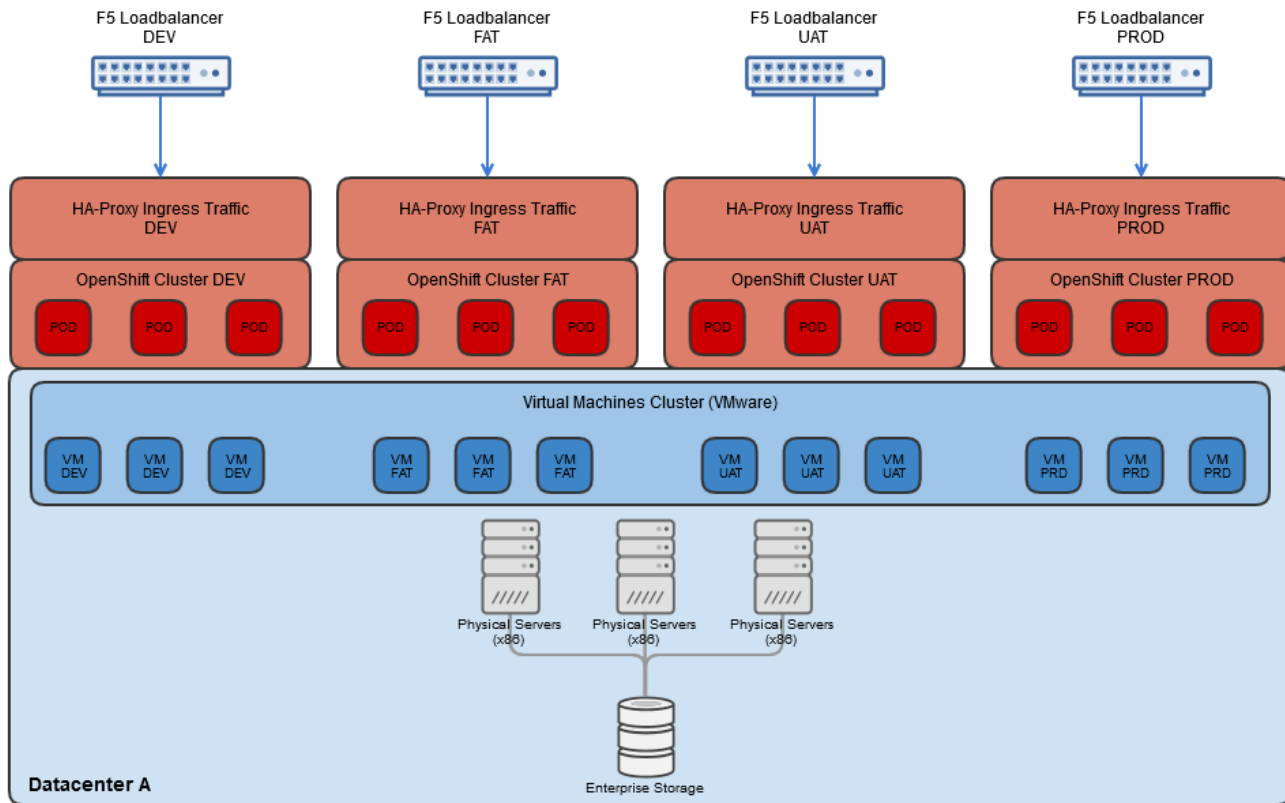 F5 Loadbalancer
DEV
F5 Loadbalancer
FAT
F5 Loadbalancer
UAT
F5 Loadbalancer
PROD
HA-Proxy Ingress Traffic
DEV
HA-Proxy Ingress Traffic
FAT
HA-Proxy Ingress Traffic
UAT
HA-Proxy Ingress Traffic
PROD
OpenShift Cluster DEV
POD
POD
POD
OpenShift Cluster FAT
POD
POD
POD
OpenShift Cluster UAT
POD
POD
POD
OpenShift Cluster PROD
POD
POD
POD
Virtual Machines Cluster (VMware)
VM
DEV
VM
DEV
VM
DEV
VM
FAT
VM
FAT
VM
FAT
VM
UAT
VM
UAT
VM
UAT
VM
PRD
VM
PRD
VM
PRD
Physical Servers
(x86)
Physical Servers
(x86)
Physical Servers
(x86)
Enterprise Storage
Datacenter A